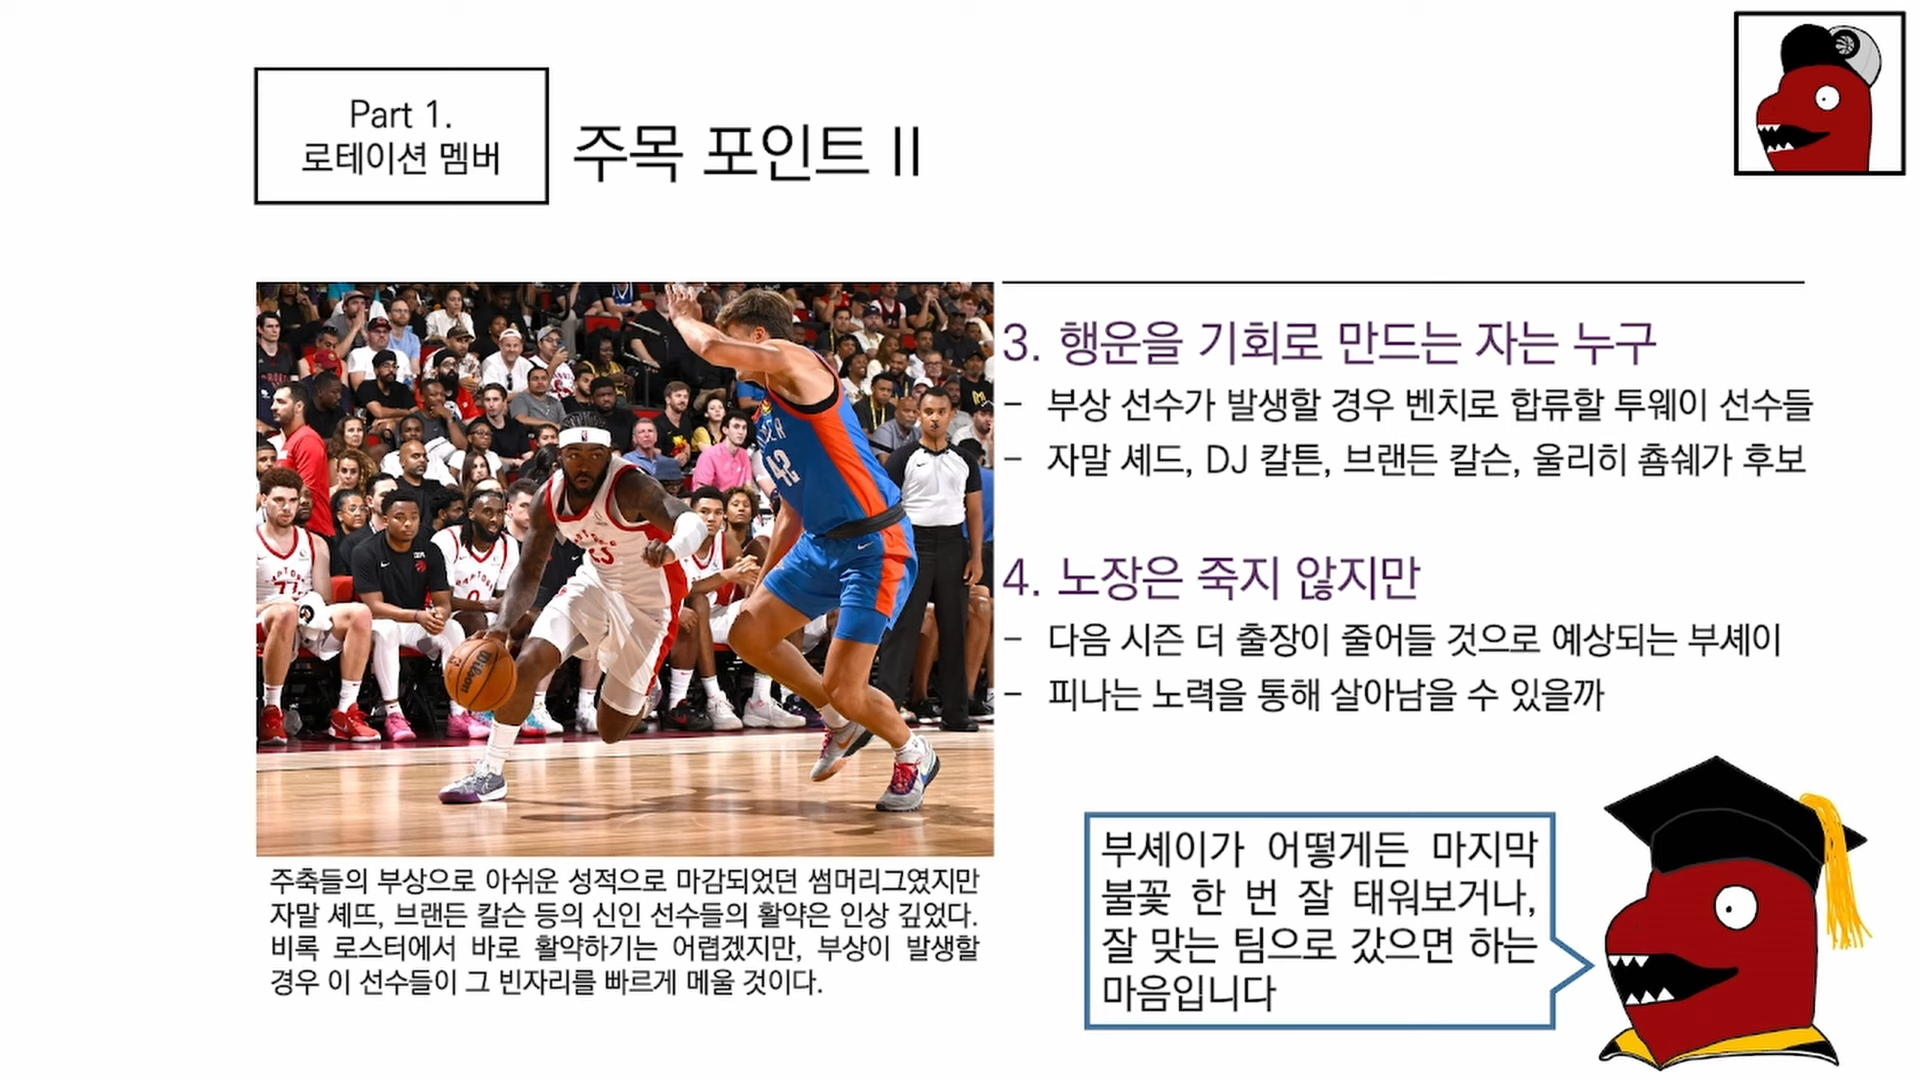 Part 1.
로테이션 멤버
주목 포인트 II
3. 행운을 기회로 만드는 자는 누구
- 부상 선수가 발생할 경우 벤치로 합류할 투웨이 선수들
- 자말 셰드, DJ 칼튼, 브랜든 칼슨, 울리히 춈쉐가 후보
4. 노장은 죽지 않지만
- 다음 시즌 더 출장이 줄어들 것으로 예상되는 부셰이
- 피나는 노력을 통해 살아남을 수 있을까
42
77
Wilson
주축들의 부상으로 아쉬운 성적으로 마감되었던 썸머리그였지만
자말 셰뜨, 브랜든 칼슨 등의 신인 선수들의 활약은 인상 깊었다.
비록 로스터에서 바로 활약하기는 어렵겠지만, 부상이 발생할
경우 이 선수들이 그 빈자리를 빠르게 메울 것이다.
부셰이가 어떻게든 마지막
불꽃 한 번 잘 태워보거나,
잘 맞는 팀으로 갔으면 하는
마음입니다